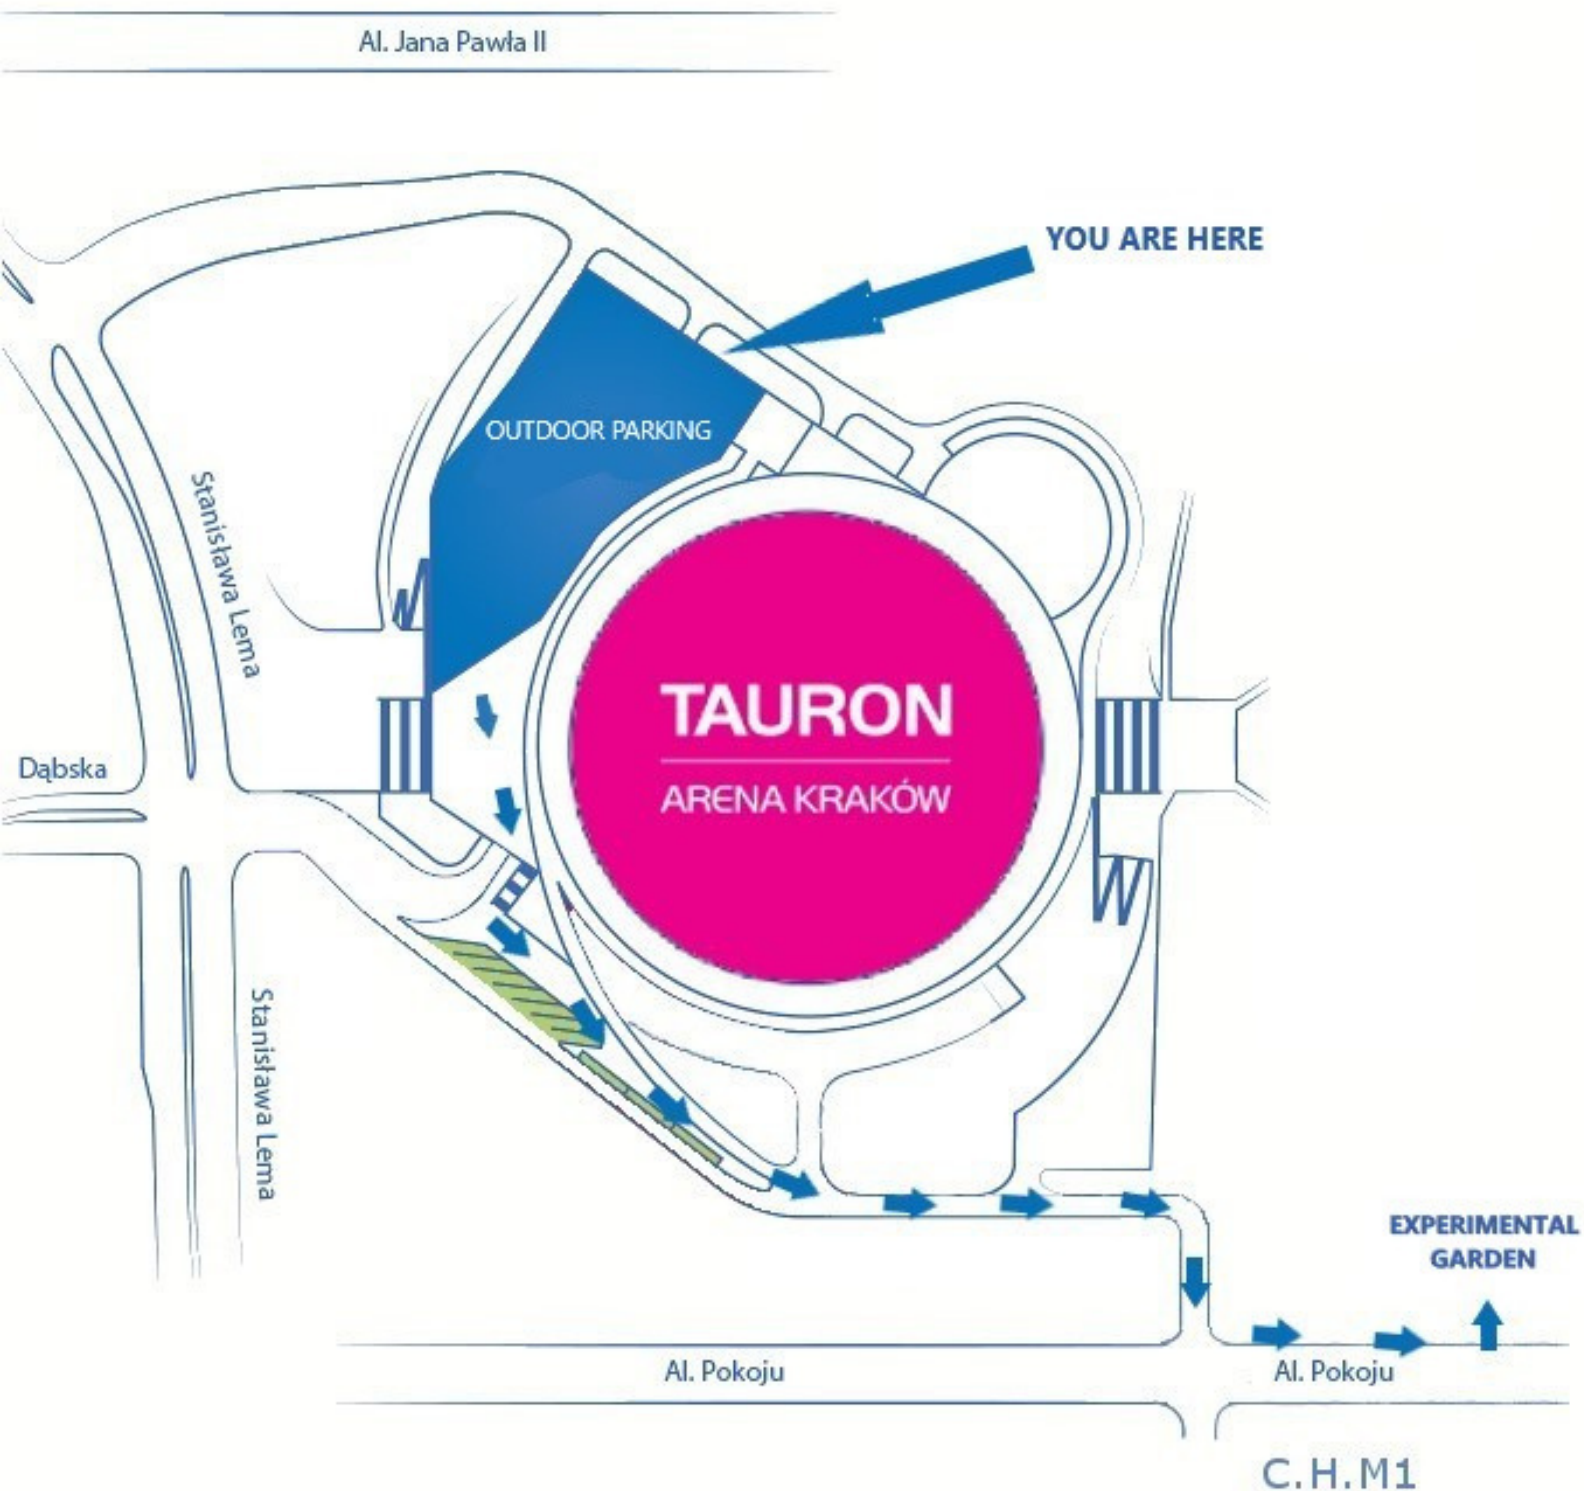 Al. Jana Pawła II
YOU ARE HERE
OUTDOOR PARKING
Stanisława Lema
TAURON
ARENA KRAKÓW
Dąbska
Stanisława Lema
EXPERIMENTAL
GARDEN
Al. Pokoju
Al. Pokoju
C.H.M1